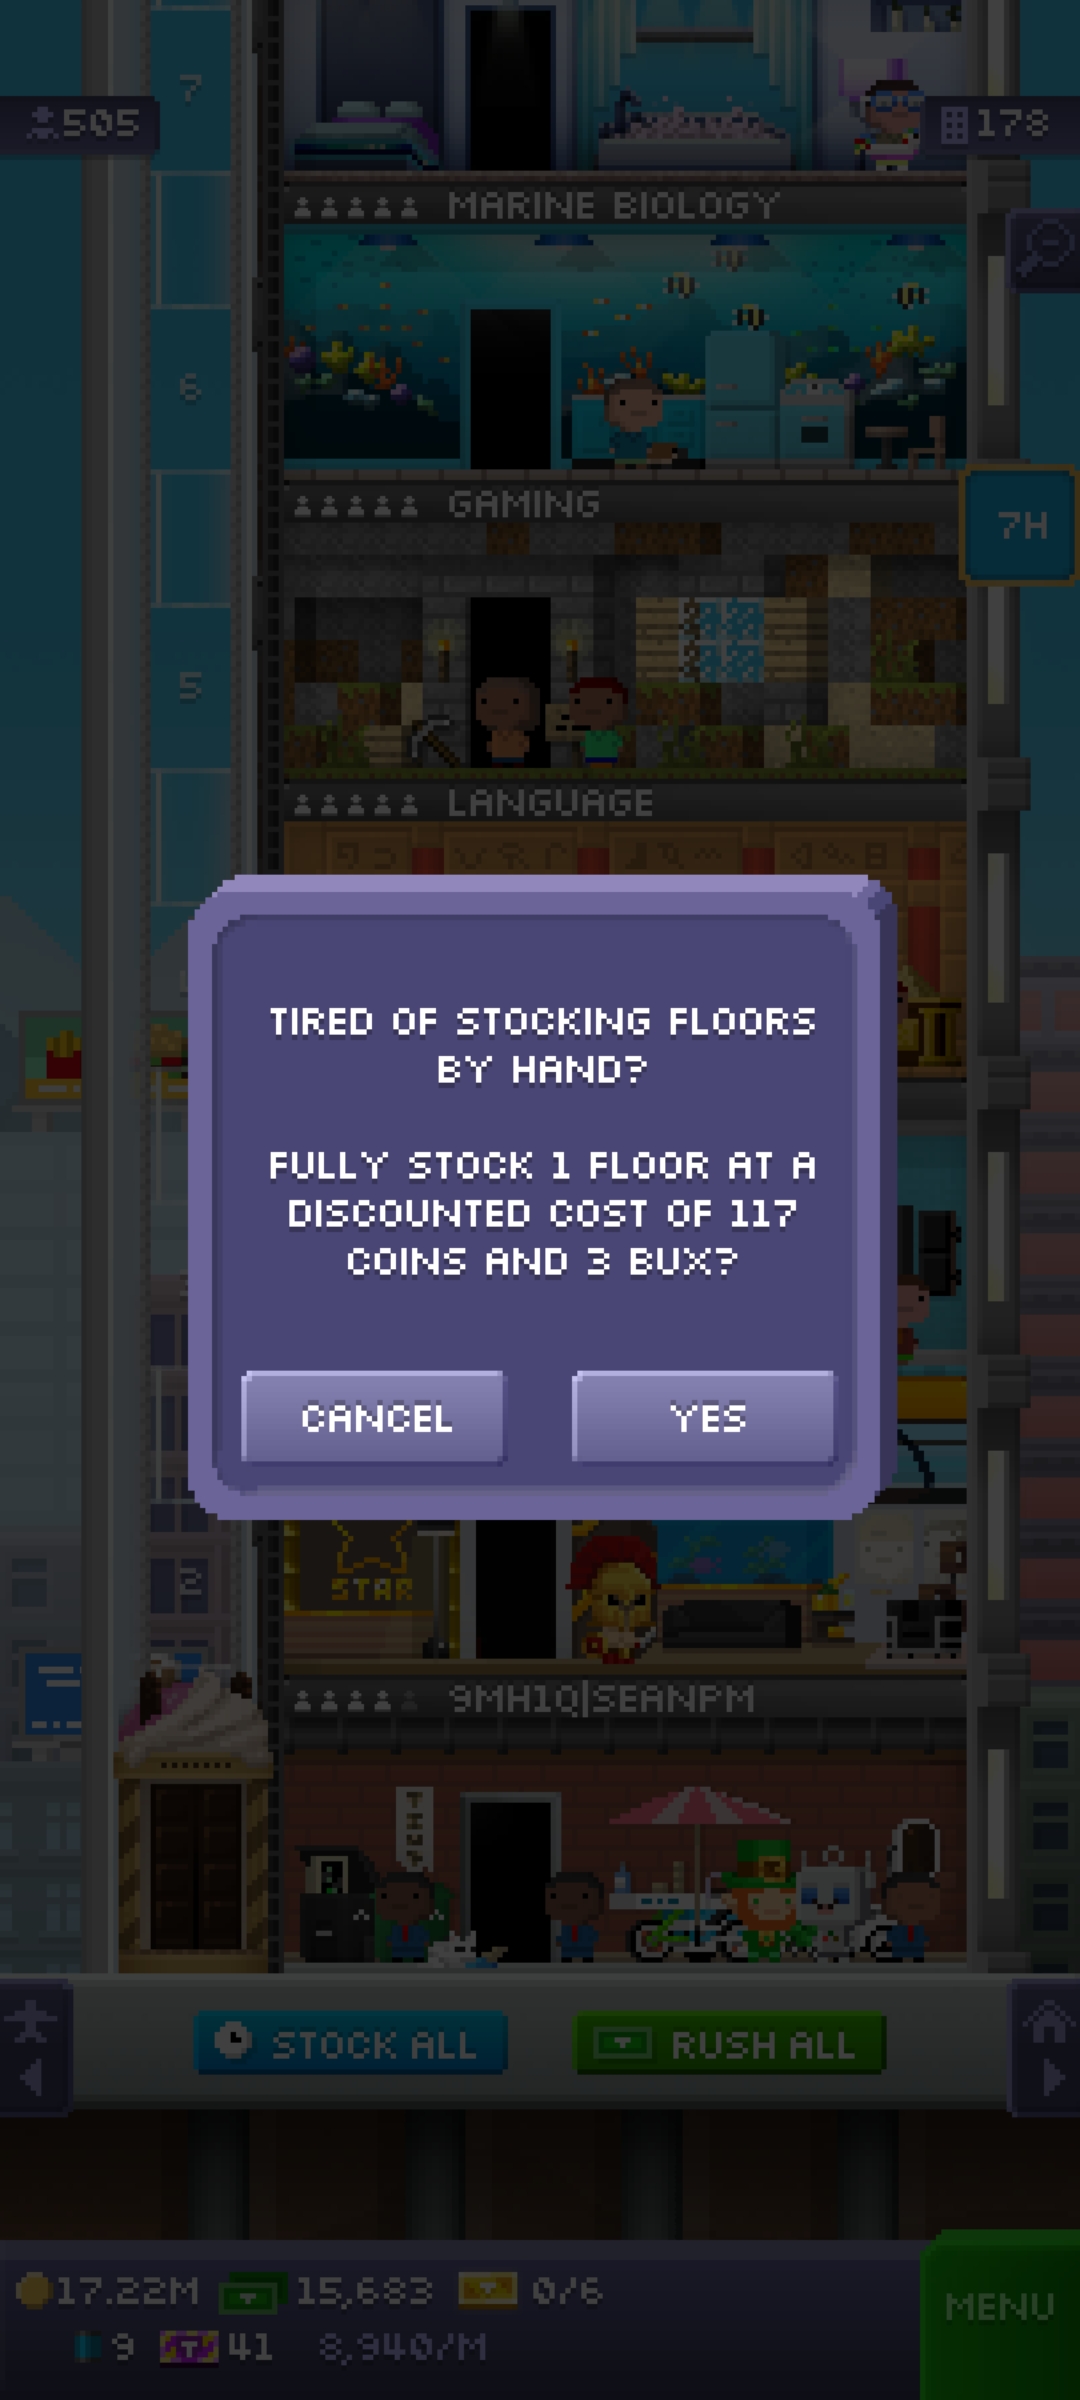 7
505
178
MARINE BIOLOGY
6
GAMING
7H
5
LANGUAGE
TIRED OF STOCKING FLOORS
BY HAND?
FULLY STOCK 1 FLOOR AT A
DISCOUNTED COST OF 117
COINS AND 3 BUX?
CANCEL
YES
2
STAR
9MH1Q|SEANPM
STOCK ALL
RUSH ALL
17.22M
15,683
0/6
MENU
9
41
8,940/M